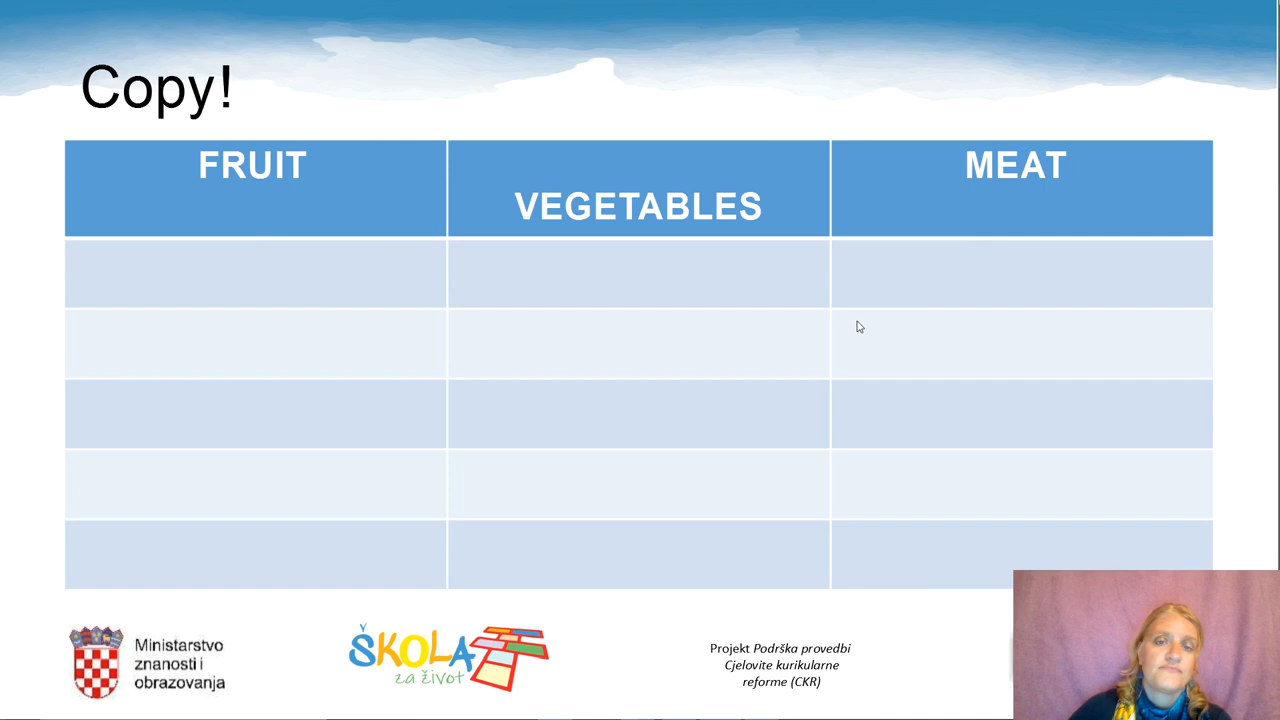 Copy!
FRUIT
VEGETABLES
MEAT
Ministarstvo
znanosti i
obrazovanja
ŠKOLA
za život
Projekt Podrška provedbi
Cjelovite kurikularne
reforme (CKR)